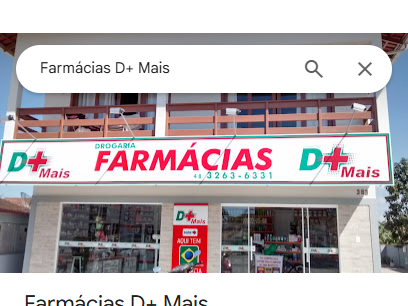 Farmácias D+ Mais
DROGARIA
D+ Mais
FARMÁCIAS
48 3263-6331
D+ Mais
385
D+ Mais
AQUI TEM
Farmácias D+ Mais